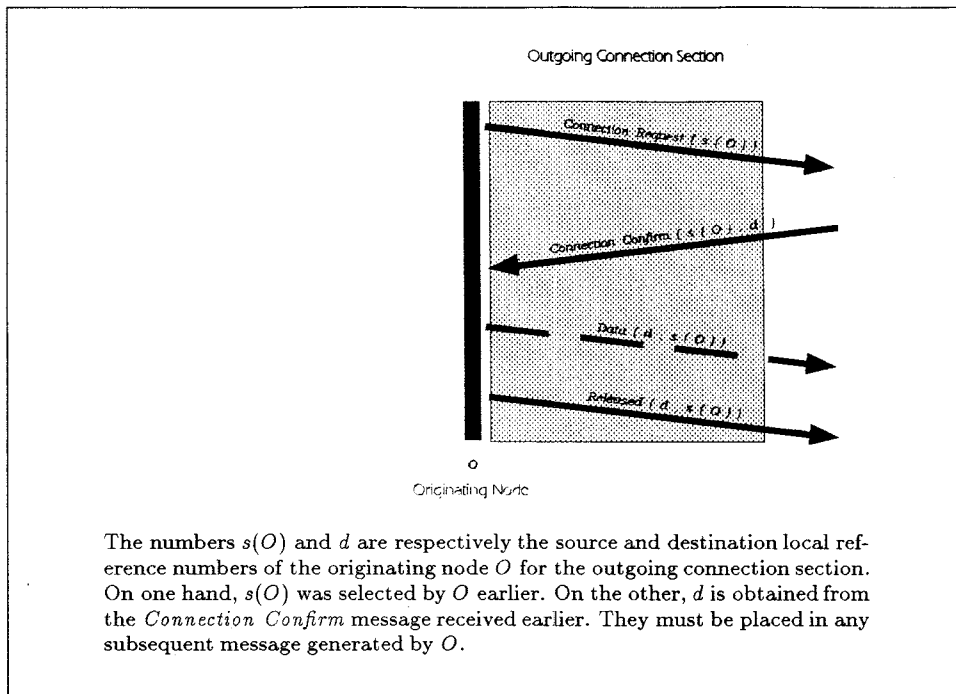 Outgoing Connection Section
Connection Request ( s ( O ) )
Connection Confirm ( s ( O ) , d )
Data ( d , s ( O ) )
Released ( d , s ( O ) )
O
Originating Node
The numbers s(O) and d are respectively the source and destination local ref-
erence numbers of the originating node O for the outgoing connection section.
On one hand, s(O) was selected by O earlier. On the other, d is obtained from
the Connection Confirm message received earlier. They must be placed in any
subsequent message generated by O.